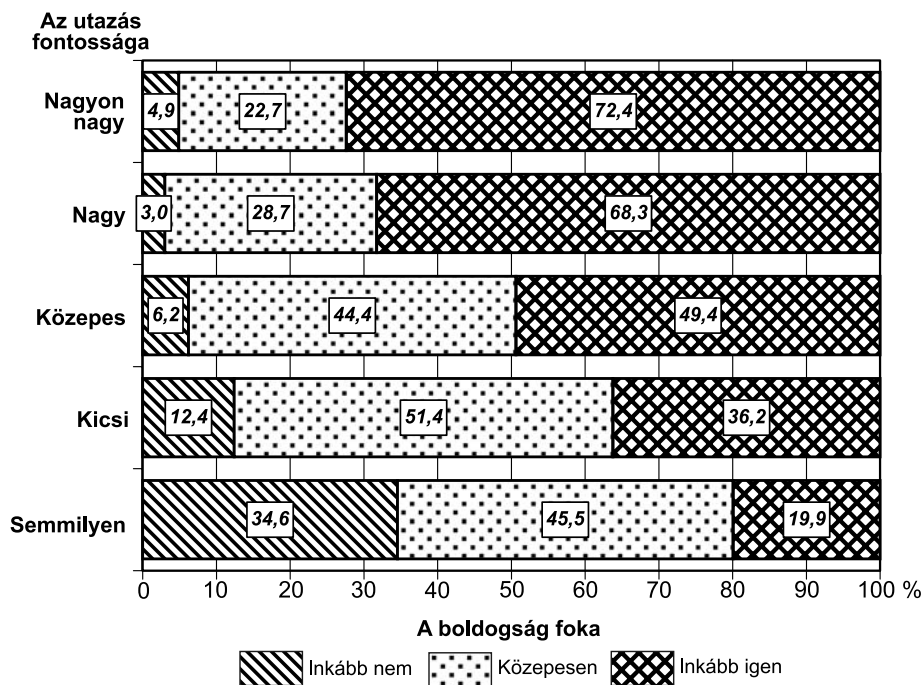 Az utazás
fontossága
Nagyon
nagy
4,9 22,7 72,4
Nagy
3,0 28,7 68,3
Közepes
6,2 44,4 49,4
Kicsi
12,4 51,4 36,2
Semmilyen
34,6 45,5 19,9
0 10 20 30 40 50 60 70 80 90 100 %
A boldogság foka
Inkább nem Közepesen Inkább igen